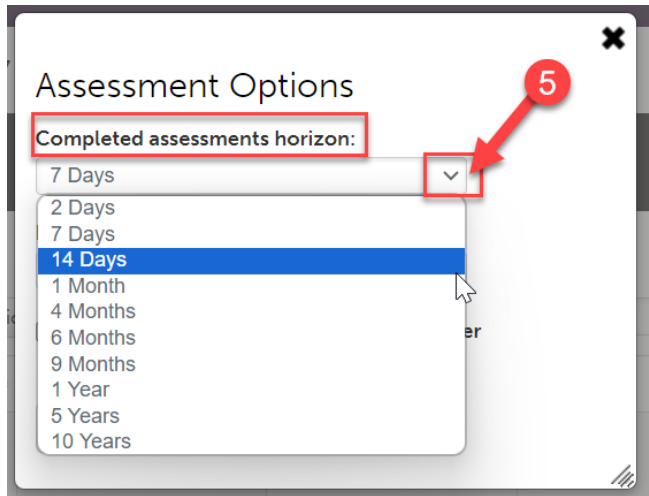 Assessment Options
5
Completed assessments horizon:
7 Days
2 Days
7 Days
14 Days
1 Month
4 Months
6 Months
er
9 Months
1 Year
5 Years
10 Years